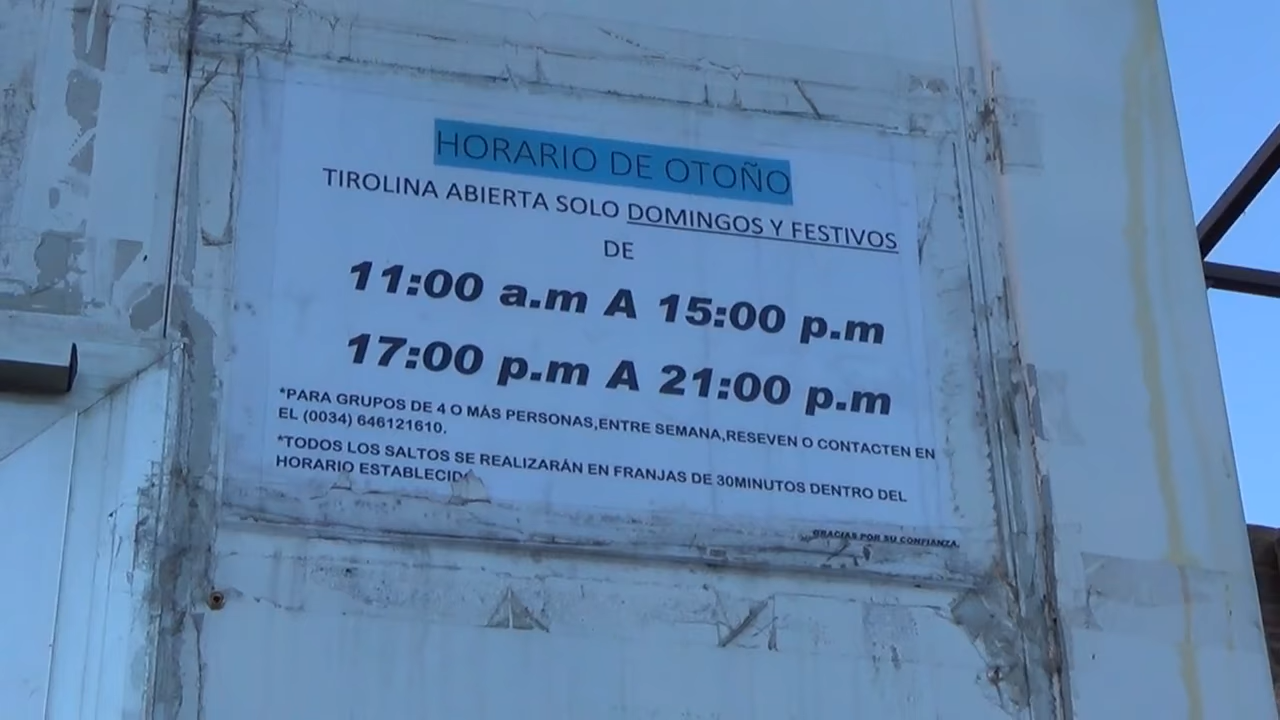 HORARIO DE OTOÑO
TIROLINA ABIERTA SOLO DOMINGOS Y FESTIVOS
DE
11:00 a.m A 15:00 p.m
17:00 p.m A 21:00 p.m
*PARA GRUPOS DE 4 O MÁS PERSONAS,ENTRE SEMANA,RESEVEN O CONTACTEN EN
EL (0034) 646121610.
*TODOS LOS SALTOS SE REALIZARÁN EN FRANJAS DE 30MINUTOS DENTRO DEL
HORARIO ESTABLECIDO
GRACIAS POR SU CONFIANZA.